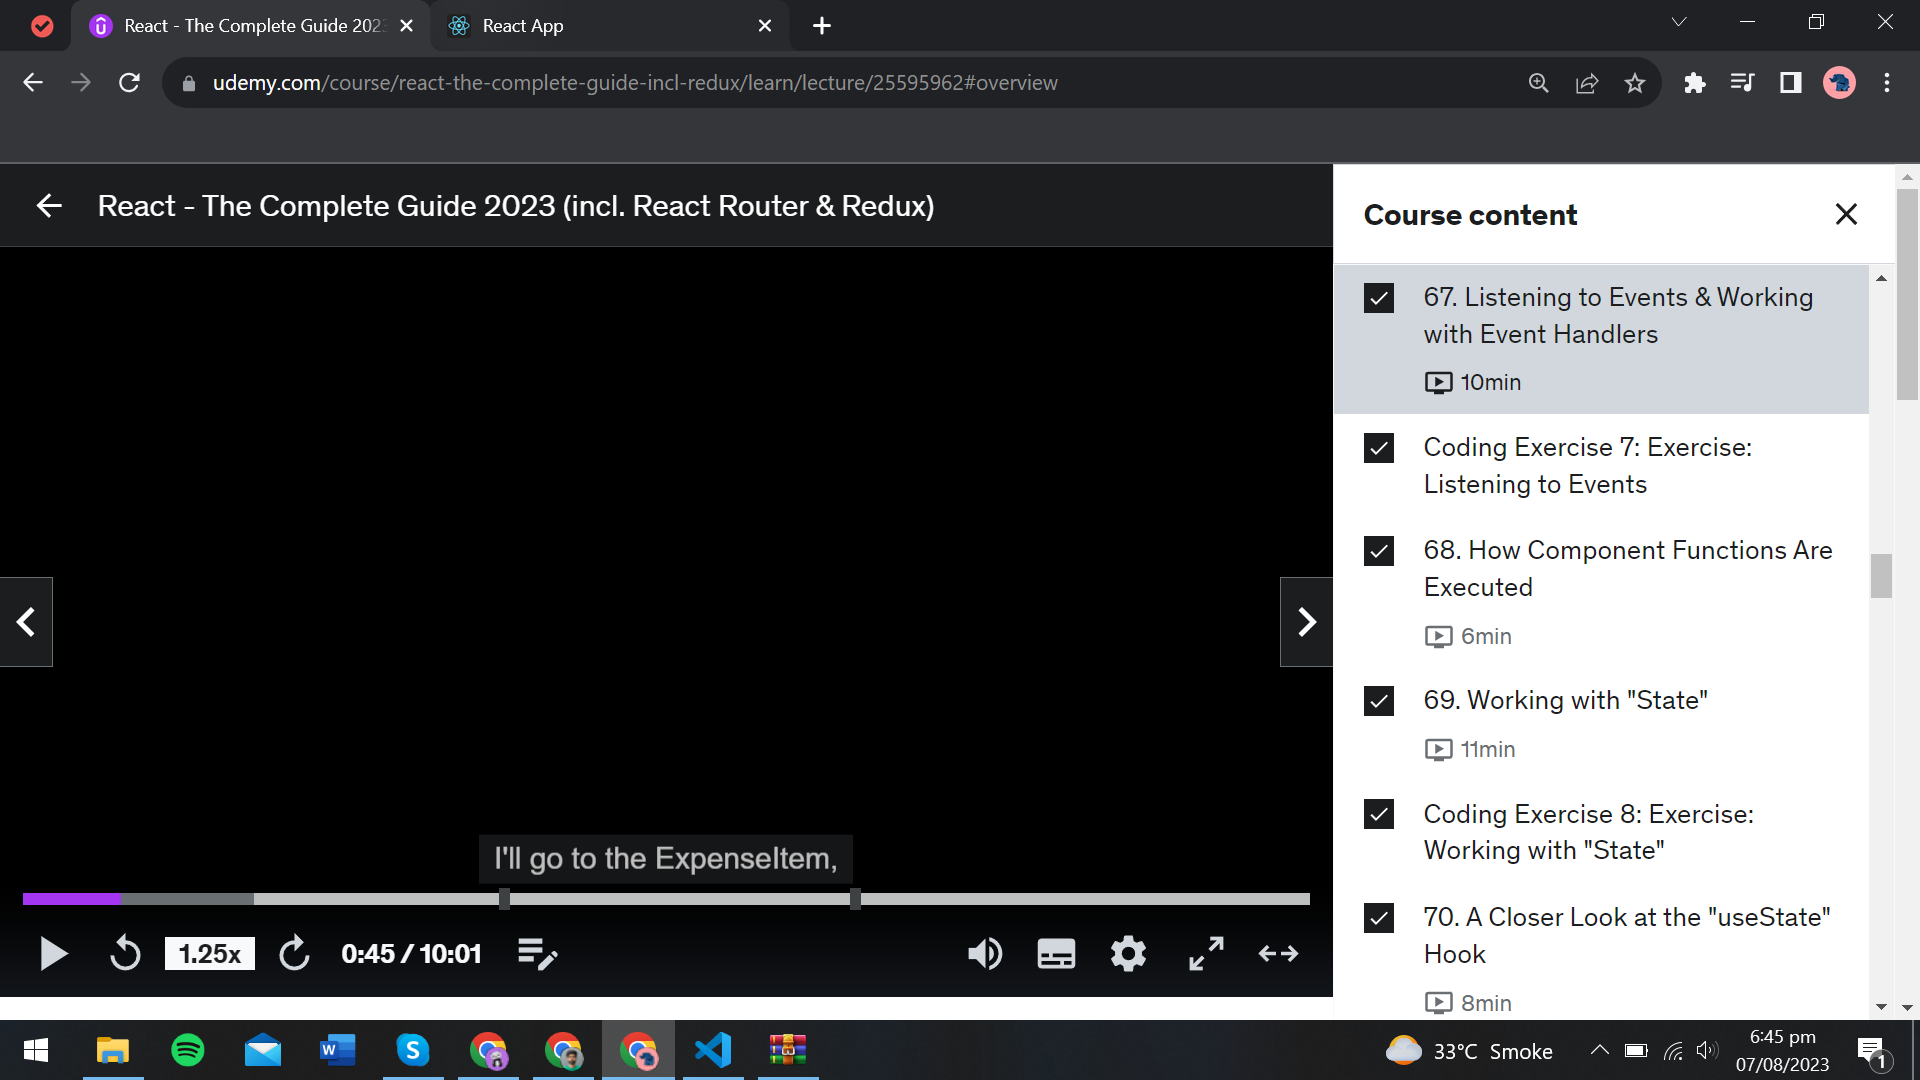 React - The Complete Guide 202
React App
udemy.com/course/react-the-complete-guide-incl-redux/learn/lecture/25595962#overview
React - The Complete Guide 2023 (incl. React Router & Redux)
Course content
67. Listening to Events & Working
with Event Handlers
10min
Coding Exercise 7: Exercise:
Listening to Events
68. How Component Functions Are
Executed
6min
69. Working with "State"
11min
Coding Exercise 8: Exercise:
Working with "State"
70. A Closer Look at the "useState"
Hook
8min
I'll go to the ExpenseItem,
1.25x
0:45 / 10:01
33°C Smoke
6:45 pm
07/08/2023
1